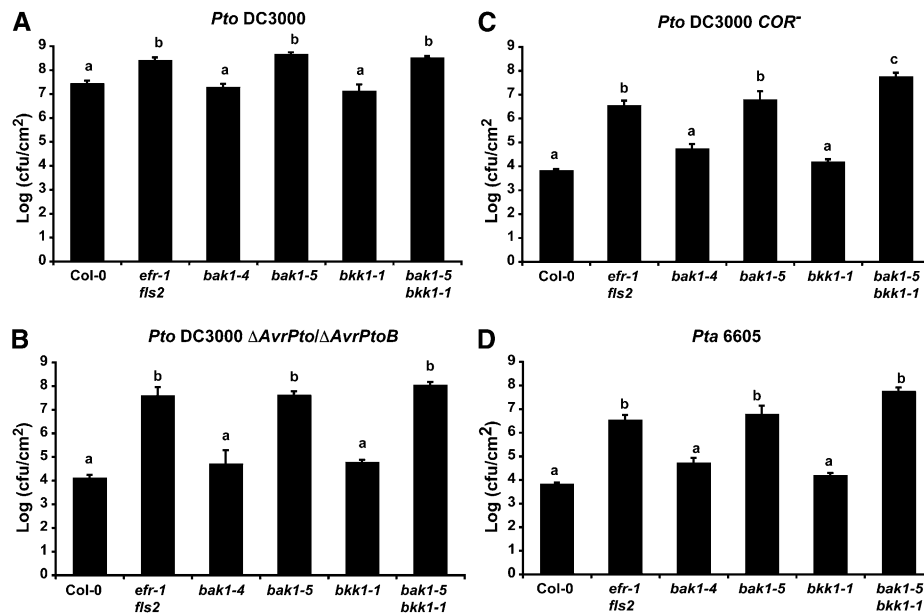 A
Pto DC3000
Log (cfu/cm2)
9
8
7
6
5
4
3
2
1
0
a
b
a
b
a
b
Col-0
efr-1
fls2
bak1-4
bak1-5
bkk1-1
bak1-5
bkk1-1
C
Pto DC3000 COR-
Log (cfu/cm2
9
8
7
6
5
4
3
2
1
0
a
b
a
b
a
c
Col-0
efr-1
fls2
bak1-4
bak1-5
bkk1-1
bak1-5
bkk1-1
B
Pto DC3000 ΔAvrPto/ΔAvrPtoB
Log (cfu/cm2)
9
8
7
6
5
4
3
2
1
0
a
b
a
b
a
b
Col-0
efr-1
fls2
bak1-4
bak1-5
bkk1-1
bak1-5
bkk1-1
D
Pta 6605
Log (cfu/cm2)
9
8
7
6
5
4
3
2
1
0
a
b
a
b
a
b
Col-0
efr-1
fls2
bak1-4
bak1-5
bkk1-1
bak1-5
bkk1-1